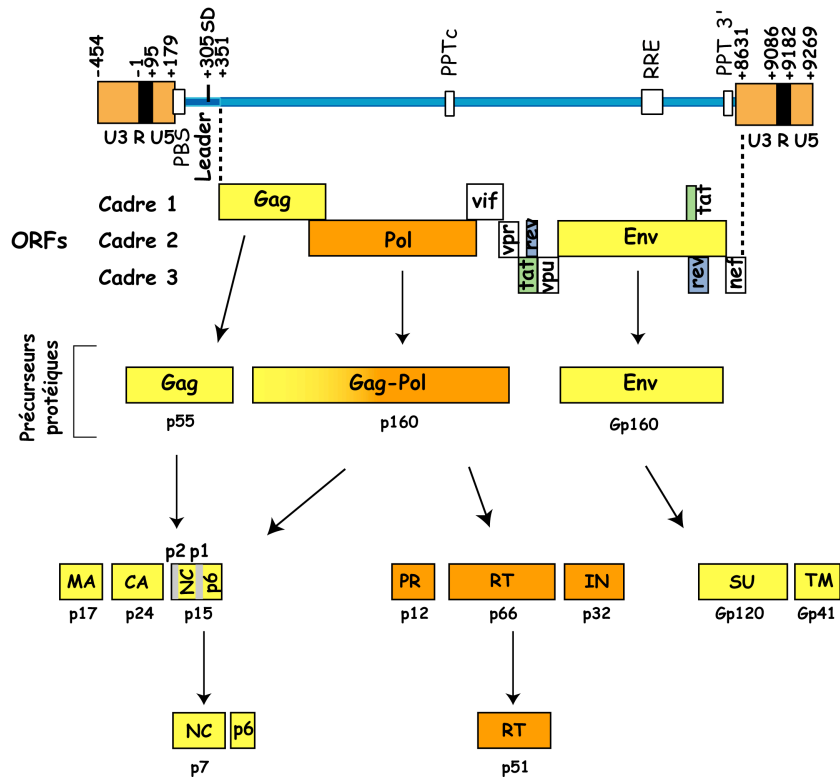 -454
-1
+95
+179
+305 SD
+351
PPTc
RRE
PPT 3'
+8631
+9086
+9182
+9269
U3 R U5
PBS
Leader
U3 R U5
ORFs
Cadre 1
Gag
vif
tat
Cadre 2
Pol
vpr
rev
Env
Cadre 3
tat
vpu
rev
nef
Précurseurs
protéiques
Gag
Gag-Pol
Env
p55
p160
Gp160
p2 p1
MA
CA
NC
p6
PR
RT
IN
SU
TM
p17
p24
p15
p12
p66
p32
Gp120
Gp41
NC
p6
RT
p7
p51